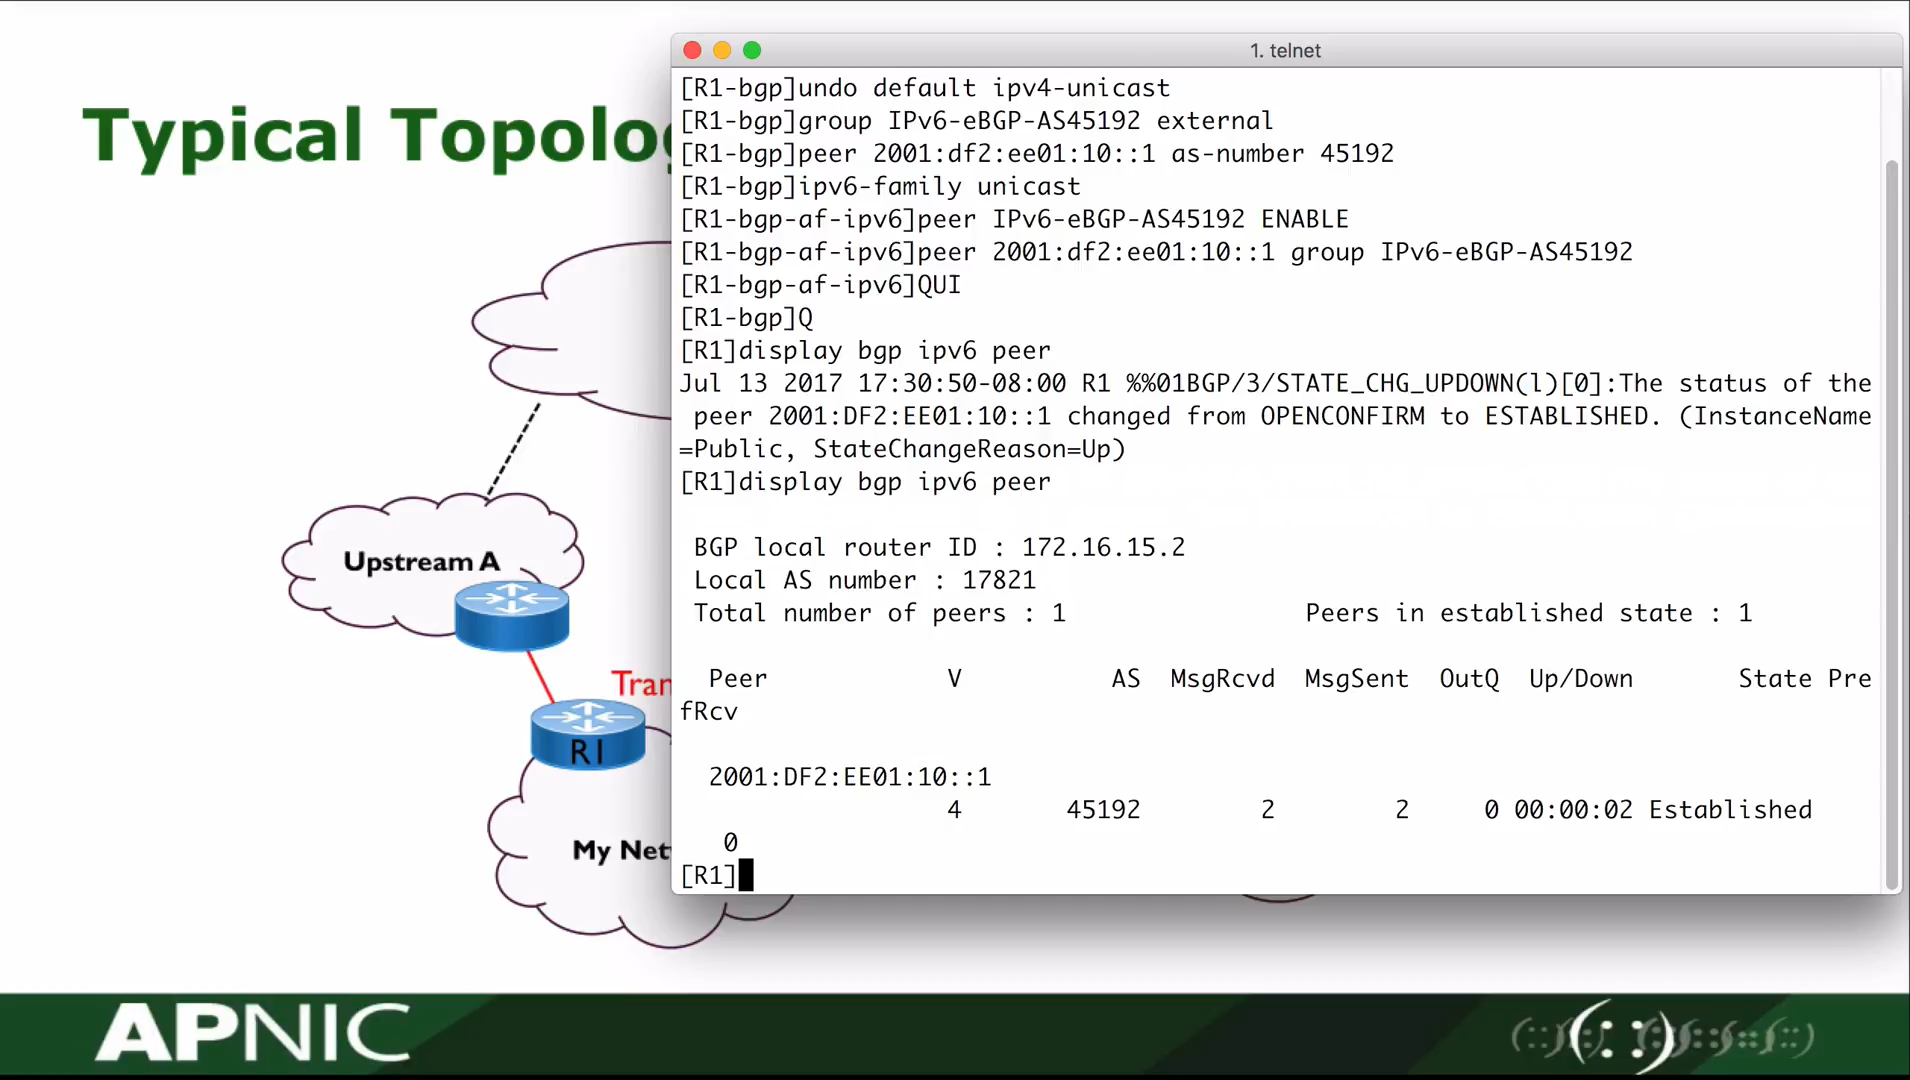 Typical Topolog
1. telnet
[R1-bgp]undo default ipv4-unicast
[R1-bgp]group IPv6-eBGP-AS45192 external
[R1-bgp]peer 2001:df2:ee01:10::1 as-number 45192
[R1-bgp]ipv6-family unicast
[R1-bgp-af-ipv6]peer IPv6-eBGP-AS45192 ENABLE
[R1-bgp-af-ipv6]peer 2001:df2:ee01:10::1 group IPv6-eBGP-AS45192
[R1-bgp-af-ipv6]QUI
[R1-bgp]Q
[R1]display bgp ipv6 peer
Jul 13 2017 17:30:50-08:00 R1 %%01BGP/3/STATE_CHG_UPDOWN(l)[0]:The status of the
peer 2001:DF2:EE01:10::1 changed from OPENCONFIRM to ESTABLISHED. (InstanceName
=Public, StateChangeReason=Up)
[R1]display bgp ipv6 peer
BGP local router ID : 172.16.15.2
Local AS number : 17821
Total number of peers : 1 Peers in established state : 1
Peer V AS MsgRcvd MsgSent OutQ Up/Down State Pre
fRcv
2001:DF2:EE01:10::1
4 45192 2 2 0 00:00:02 Established
0
[R1]
Upstream A
Tran
R1
My Net
APNIC